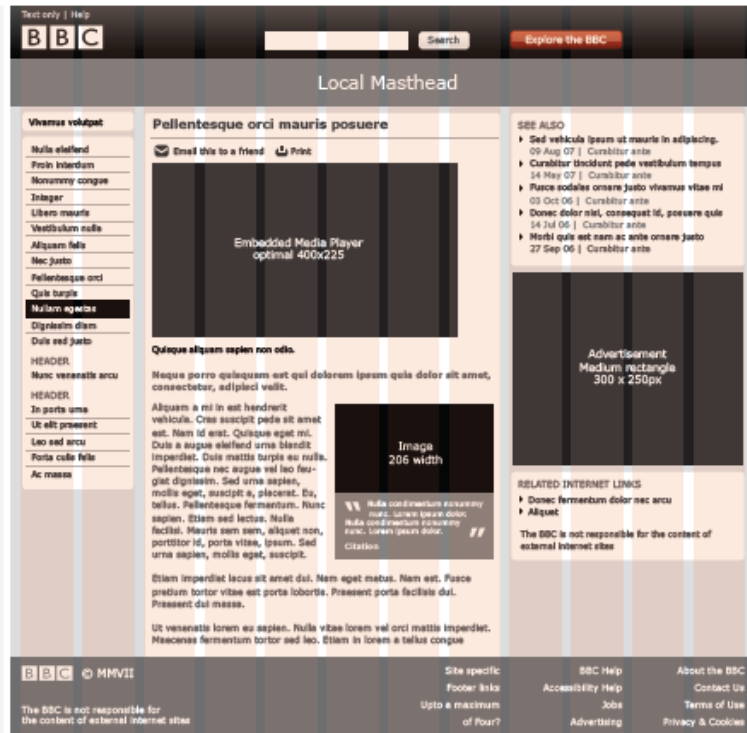 Text only | Help
BBC
Search
Explore the BBC
Local Masthead
Vivamus volutpat
Nulla eleifend
Proin interdum
Nonummy congue
Integer
Libero mauris
Vestibulum nulla
Aliquam felis
Nec justo
Pellentesque orci
Quis turpis
Nullam egestas
Dignissim diam
Duis sed justo
HEADER
Nunc venenatis arcu
HEADER
In porta urna
Ut elit praesent
Leo sed arcu
Porta culis felis
Ac massa
Pellentesque orci mauris posuere
Email this to a friend Print
Embedded Media Player
optimal 400x225
Quisque aliquam sapien non odio.
Neque porro quisquam est qui dolorem ipsum quia dolor sit amet,
consectetur, adipisci velit.
Aliquam a mi in est hendrerit
vehicula. Cras suscipit pede sit amet
est. Nam id erat. Quisque eget mi.
Duis a augue eleifend urna blandit
imperdiet. Duis mattis turpis eu nulla.
Pellentesque nec augue vel leo feu-
giat dignissim. Sed urna sapien,
mollis eget, suscipit a, placerat. Eu,
tellus. Pellentesque fermentum. Nunc
sapien. Etiam sed lectus. Nulla
facilisi. Mauris sem sem, aliquet non,
porttitor id, porta vitae, ipsum. Sed
urna sapien, mollis eget, suscipit.
Image
206 width
Nulla condimentum nonummy
nunc. Lorem ipsum dolor.
Nulla condimentum nonummy
nunc. Lorem ipsum dolor.
Citation
Etiam imperdiet lacus sit amet dui. Nam eget metus. Nam est. Fusce
pretium tortor vitae est porta lobortis. Praesent porta facilisis dui.
Praesent dui massa.
Ut venenatis lorem eu sapien. Nulla vitae lorem vel orci mattis imperdiet.
Maecenas fermentum tortor sed leo. Etiam in lorem a tellus congue
SEE ALSO
Sed vehicula ipsum ut mauris in adipiscing.
09 Aug 07 | Curabitur ante
Curabitur tincidunt pede vestibulum tempus
14 May 07 | Curabitur ante
Fusce sodales ornare justo vivamus vitae mi
03 Oct 06 | Curabitur ante
Donec dolor nisl, consequat id, posuere quis
14 Jul 06 | Curabitur ante
Morbi quis est nam ac ante ornare justo
27 Sep 06 | Curabitur ante
Advertisement
Medium rectangle
300 x 250px
RELATED INTERNET LINKS
Donec fermentum dolor nec arcu
Aliquet
The BBC is not responsible for the content of
external internet sites
BBC © MMVII
The BBC is not responsible for
the content of external internet sites
Site specific
Footer links
Upto a maximum
of Four?
BBC Help
Accessibility Help
Jobs
Advertising
About the BBC
Contact Us
Terms of Use
Privacy & Cookies